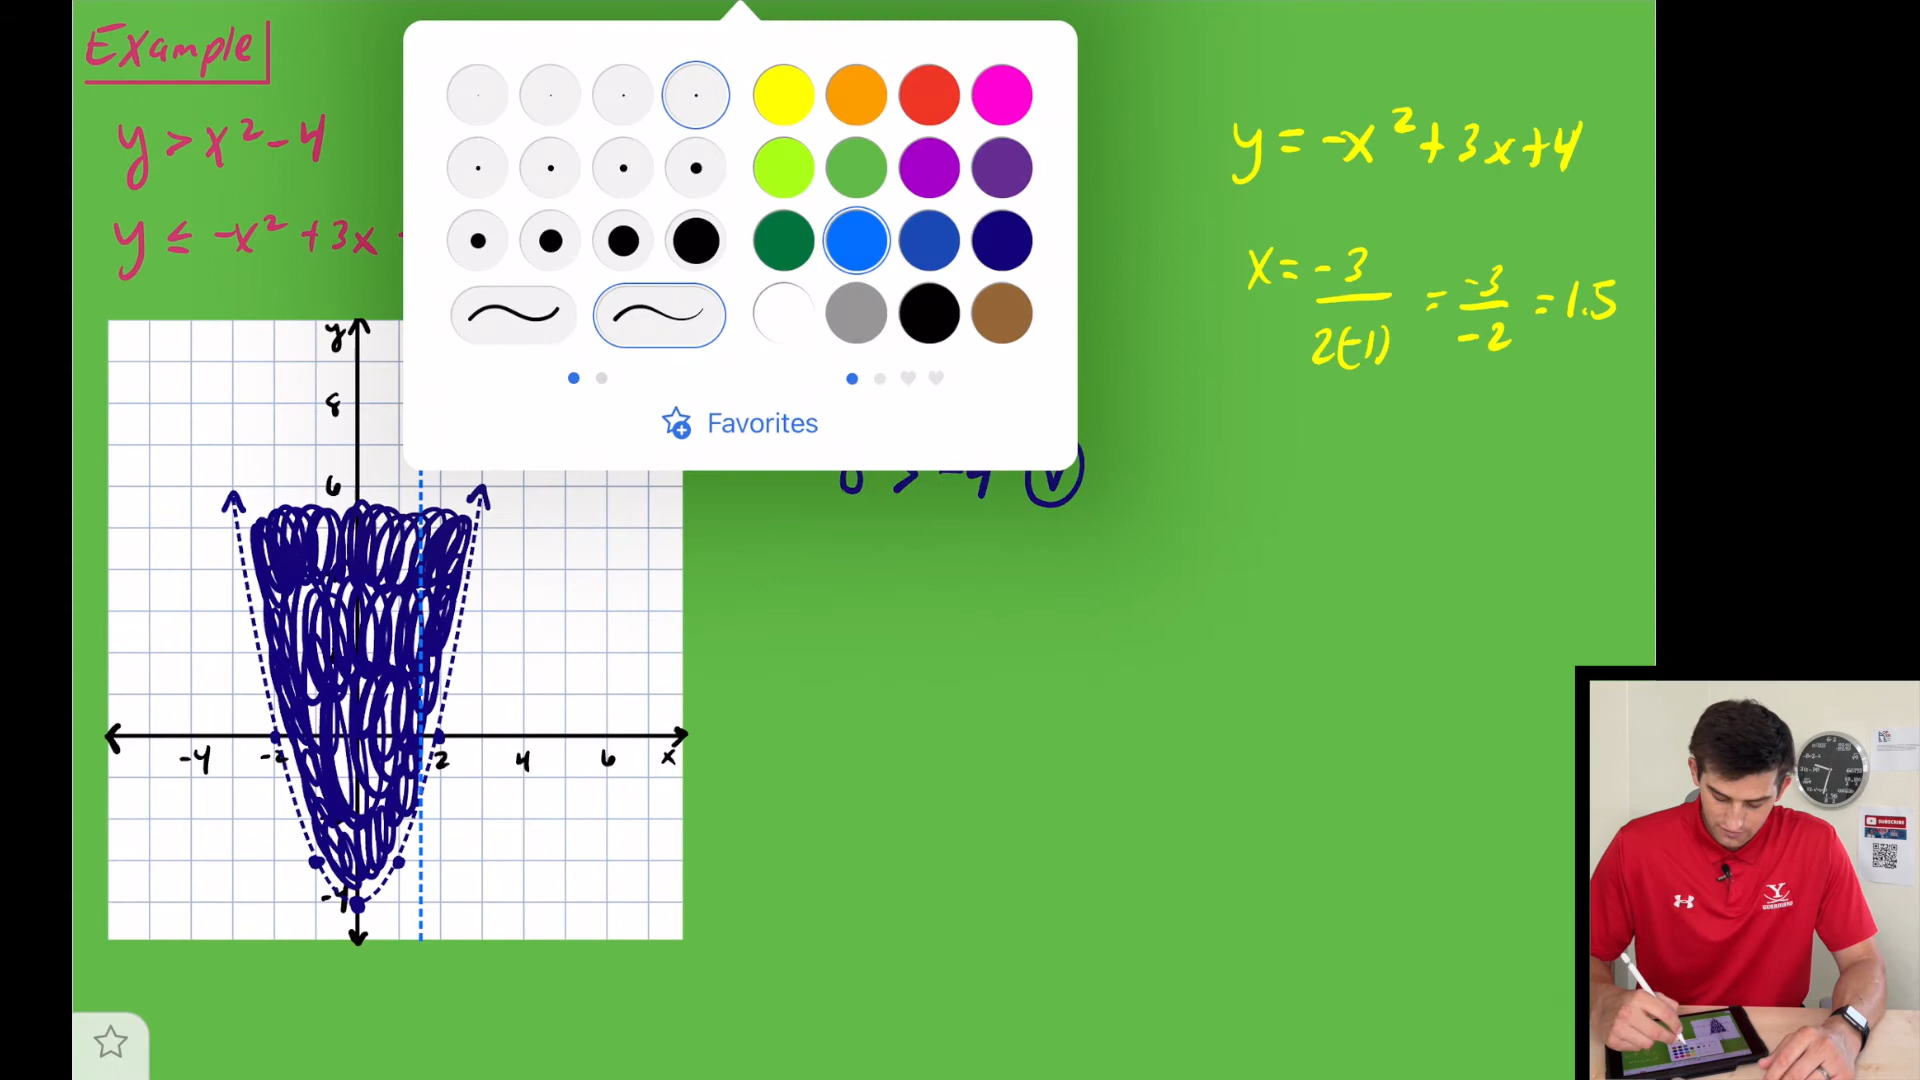 Example
y > x² - 4
y ≤ -x² + 3x
y = -x² + 3x + 4
x = -3 / 2(-1) = -3 / -2 = 1.5
Favorites
0 > -4
y
8
6
-4 -2 2 4 6 x
-4
SUBSCRIBE
Y